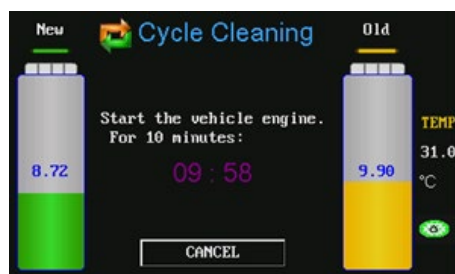 New
Cycle Cleaning
Old
Start the vehicle engine.
For 10 minutes:
TEMP
31.0
℃
8.72
09 : 58
9.90
CANCEL